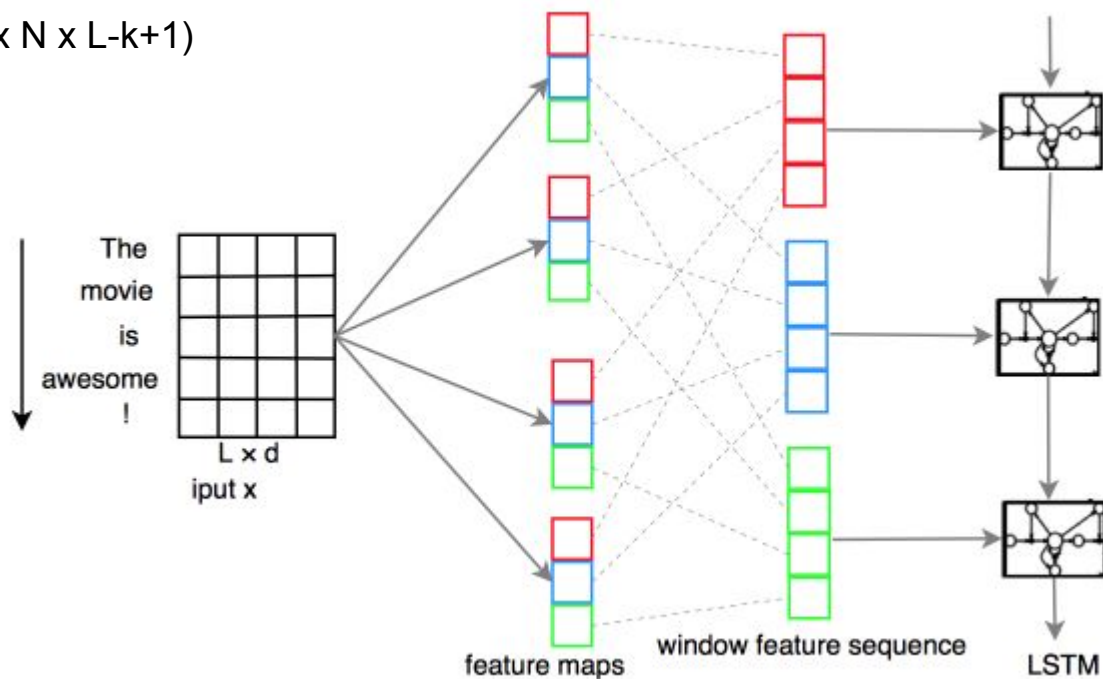 x N x L-k+1)
The
movie
is
awesome
!
L × d
iput x
feature maps
window feature sequence
LSTM